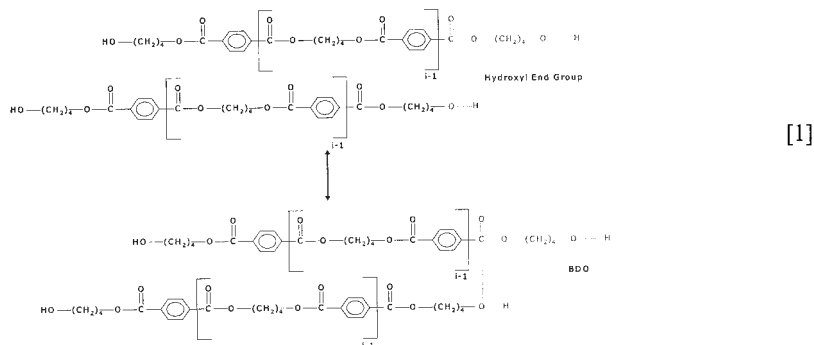 O O O O O
HO—(CH2)4—O—C— —C—O—(CH2)4—O—C— —C O (CH2)4 O H
i-1
Hydroxyl End Group
O O O O O
HO—(CH2)4—O—C— —C—O—(CH2)4—O—C— —C—O—(CH2)4—O H
i-1
[1]
O O O O O
HO—(CH2)4—O—C— —C—O—(CH2)4—O—C— —C O (CH2)4 O H
i-1
BDO
O O O O O
HO—(CH2)4—O—C— —C—O—(CH2)4—O—C— —C—O—(CH2)4—O H
i-1